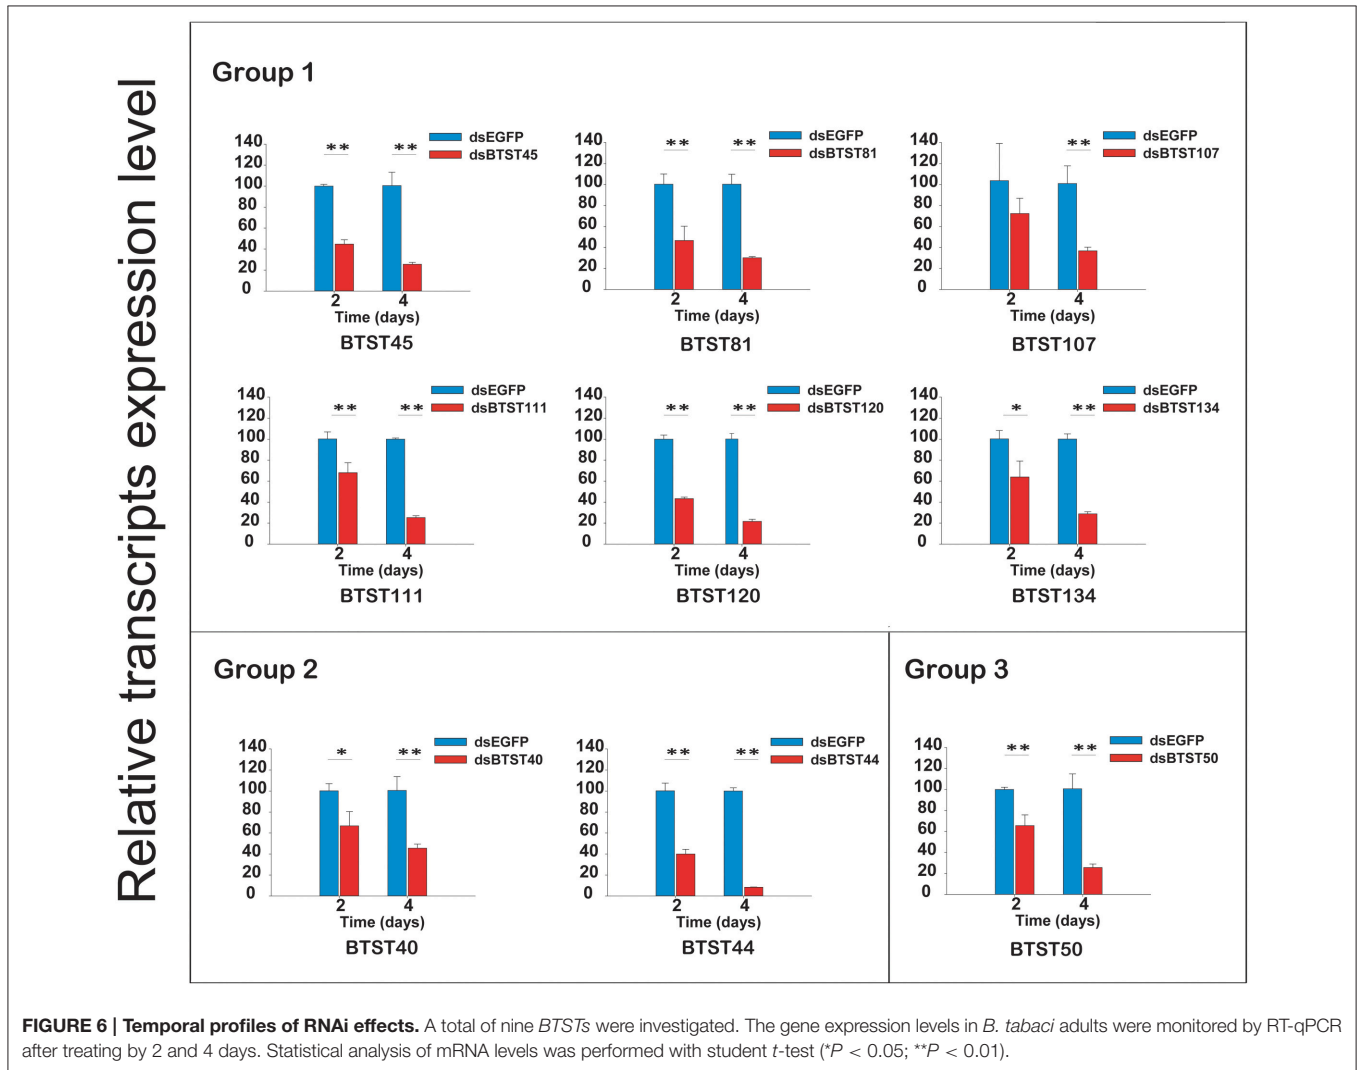 Relative transcripts expression level
Group 1
dsEGFP
dsBTST45
140
120
100
80
60
40
20
0
** **
2 4
Time (days)
BTST45
dsEGFP
dsBTST81
140
120
100
80
60
40
20
0
** **
2 4
Time (days)
BTST81
dsEGFP
dsBTST107
140
120
100
80
60
40
20
0
**
2 4
Time (days)
BTST107
dsEGFP
dsBTST111
140
120
100
80
60
40
20
0
** **
2 4
Time (days)
BTST111
dsEGFP
dsBTST120
140
120
100
80
60
40
20
0
** **
2 4
Time (days)
BTST120
dsEGFP
dsBTST134
140
120
100
80
60
40
20
0
* **
2 4
Time (days)
BTST134
Group 2
dsEGFP
dsBTST40
140
120
100
80
60
40
20
0
* **
2 4
Time (days)
BTST40
dsEGFP
dsBTST44
140
120
100
80
60
40
20
0
** **
2 4
Time (days)
BTST44
Group 3
dsEGFP
dsBTST50
140
120
100
80
60
40
20
0
** **
2 4
Time (days)
BTST50
FIGURE 6 | Temporal profiles of RNAi effects. A total of nine BTSTs were investigated. The gene expression levels in B. tabaci adults were monitored by RT-qPCR
after treating by 2 and 4 days. Statistical analysis of mRNA levels was performed with student t-test (*P < 0.05; **P < 0.01).